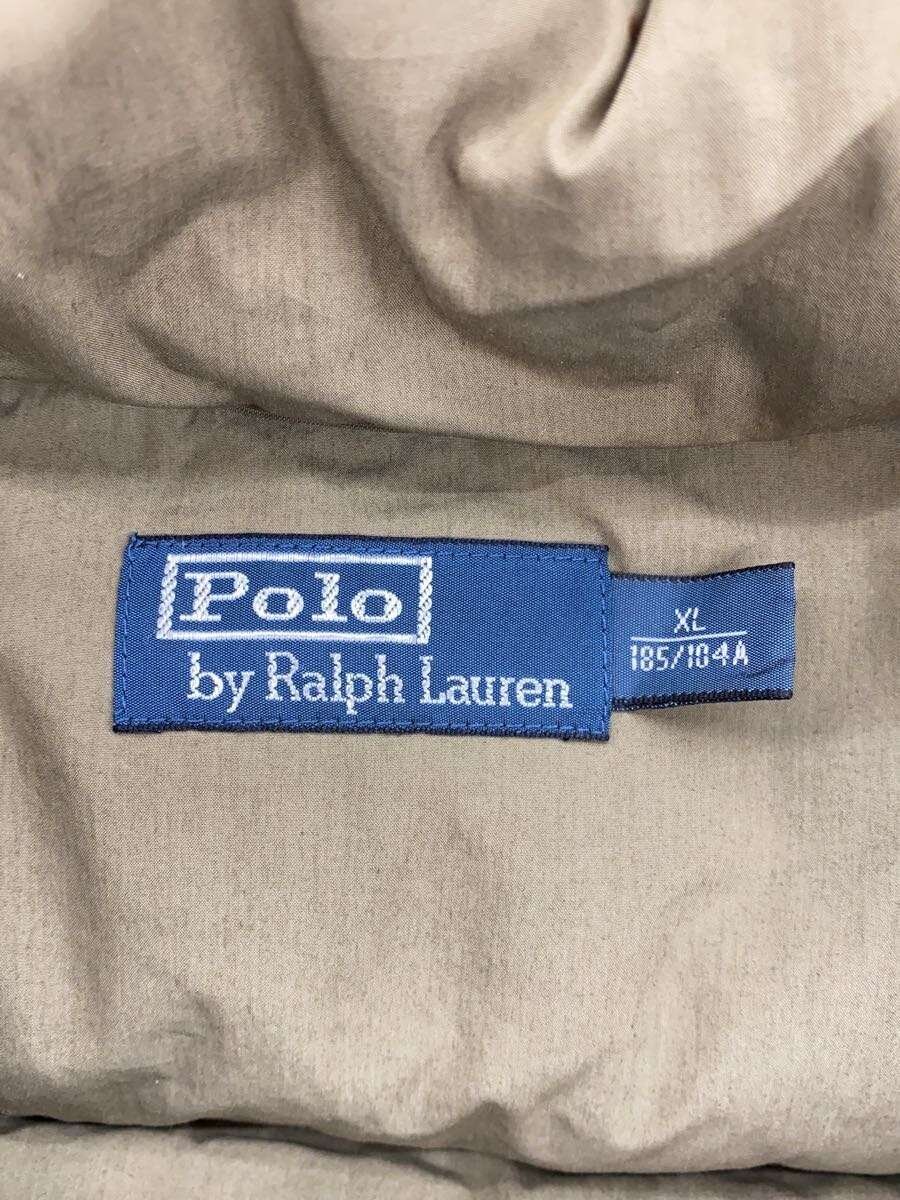 Polo
by Ralph Lauren
XL
185/104A